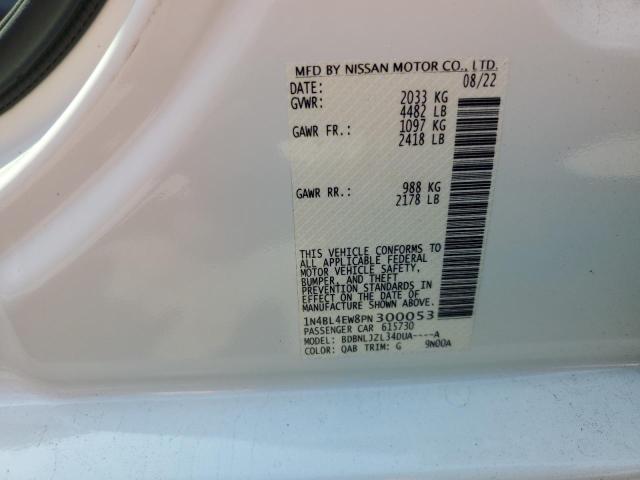 MFD BY NISSAN MOTOR CO., LTD.
DATE: 08/22
GVWR: 2033 KG
4482 LB
GAWR FR.: 1097 KG
2418 LB
GAWR RR.: 988 KG
2178 LB
THIS VEHICLE CONFORMS TO
ALL APPLICABLE FEDERAL
MOTOR VEHICLE SAFETY,
BUMPER, AND THEFT
PREVENTION STANDARDS IN
EFFECT ON THE DATE OF
MANUFACTURE SHOWN ABOVE.
1N4BL4EW8PN300053
PASSENGER CAR 615730
MODEL: BDBNLJZL34DUA----A
COLOR: QAB TRIM: G 9N00A